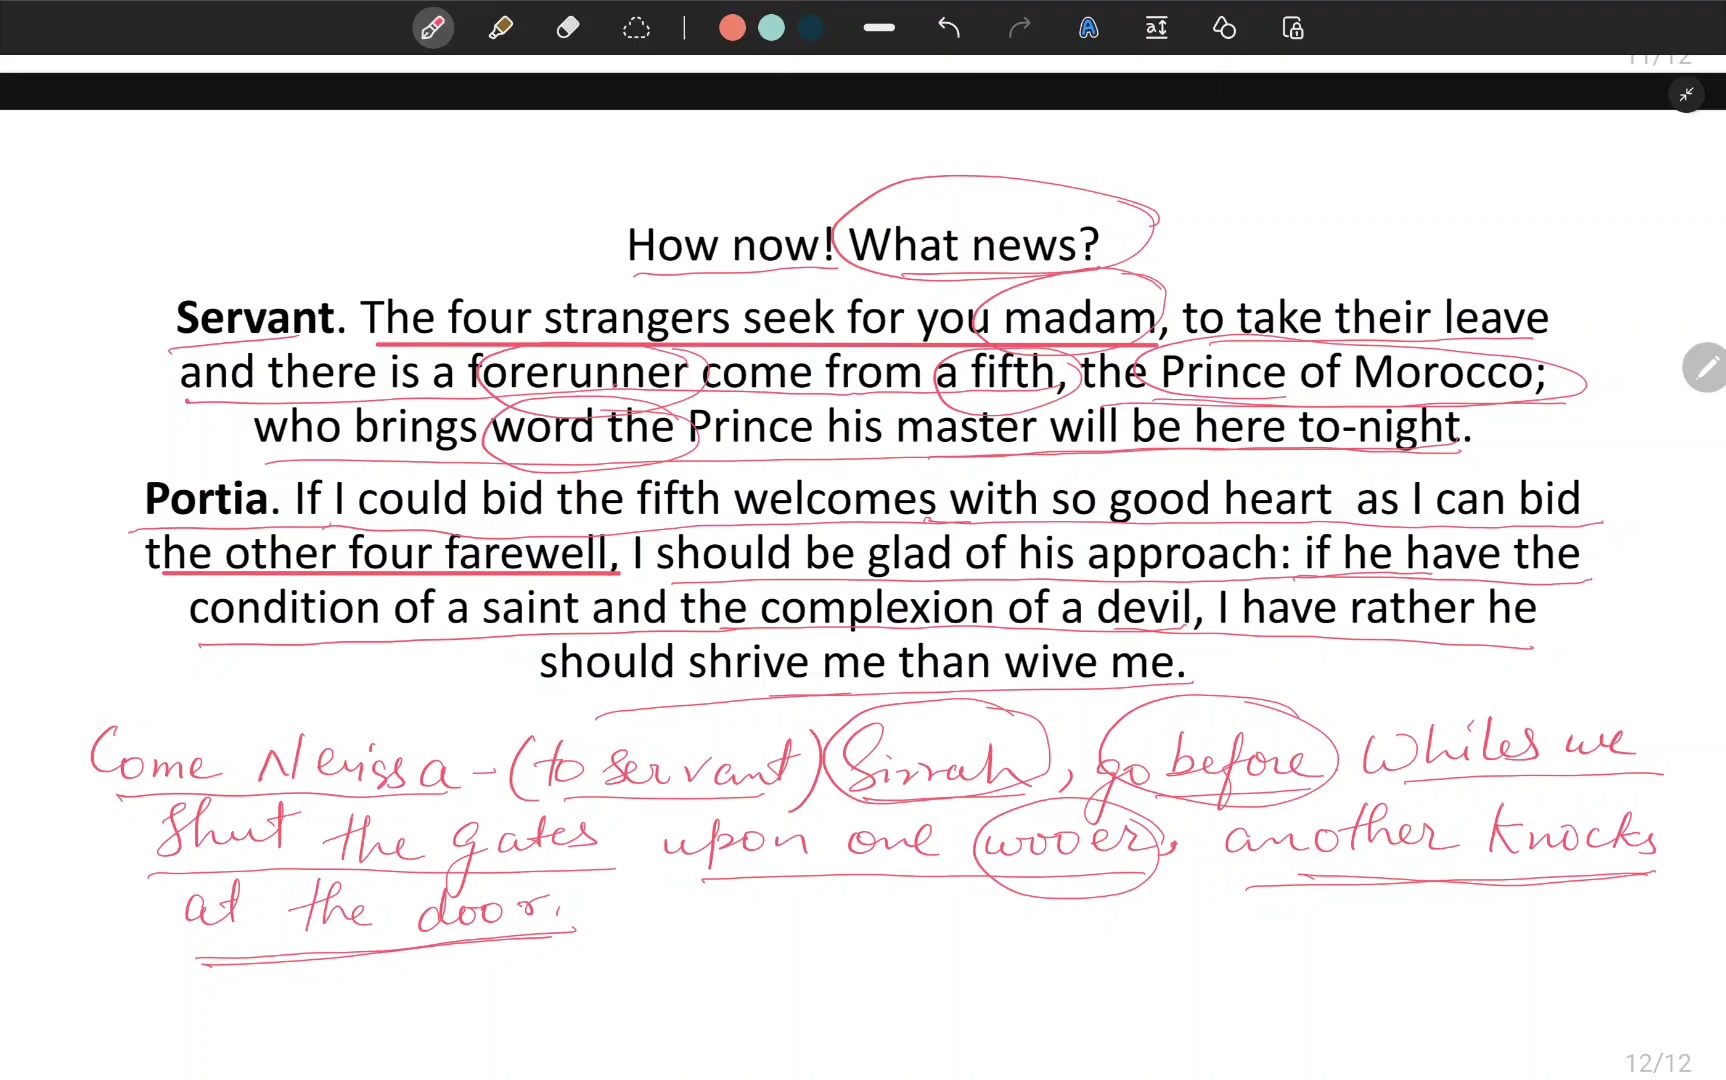 11/12
How now! What news?
Servant. The four strangers seek for you madam, to take their leave
and there is a forerunner come from a fifth, the Prince of Morocco;
who brings word the Prince his master will be here to-night.
Portia. If I could bid the fifth welcomes with so good heart as I can bid
the other four farewell, I should be glad of his approach: if he have the
condition of a saint and the complexion of a devil, I have rather he
should shrive me than wive me.
Come Nerissa - (to servant) Sirrah, go before whiles we
shut the gates upon one wooer, another knocks
at the door.
12/12